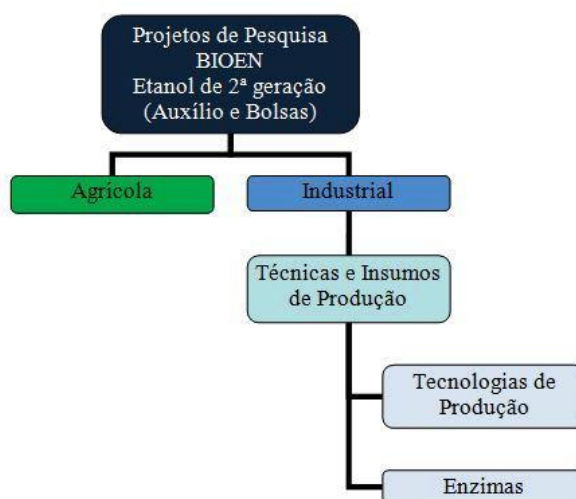 Projetos de Pesquisa
BIOEN
Etanol de 2ª geração
(Auxílio e Bolsas)
Agrícola
Industrial
Técnicas e Insumos
de Produção
Tecnologias de
Produção
Enzimas